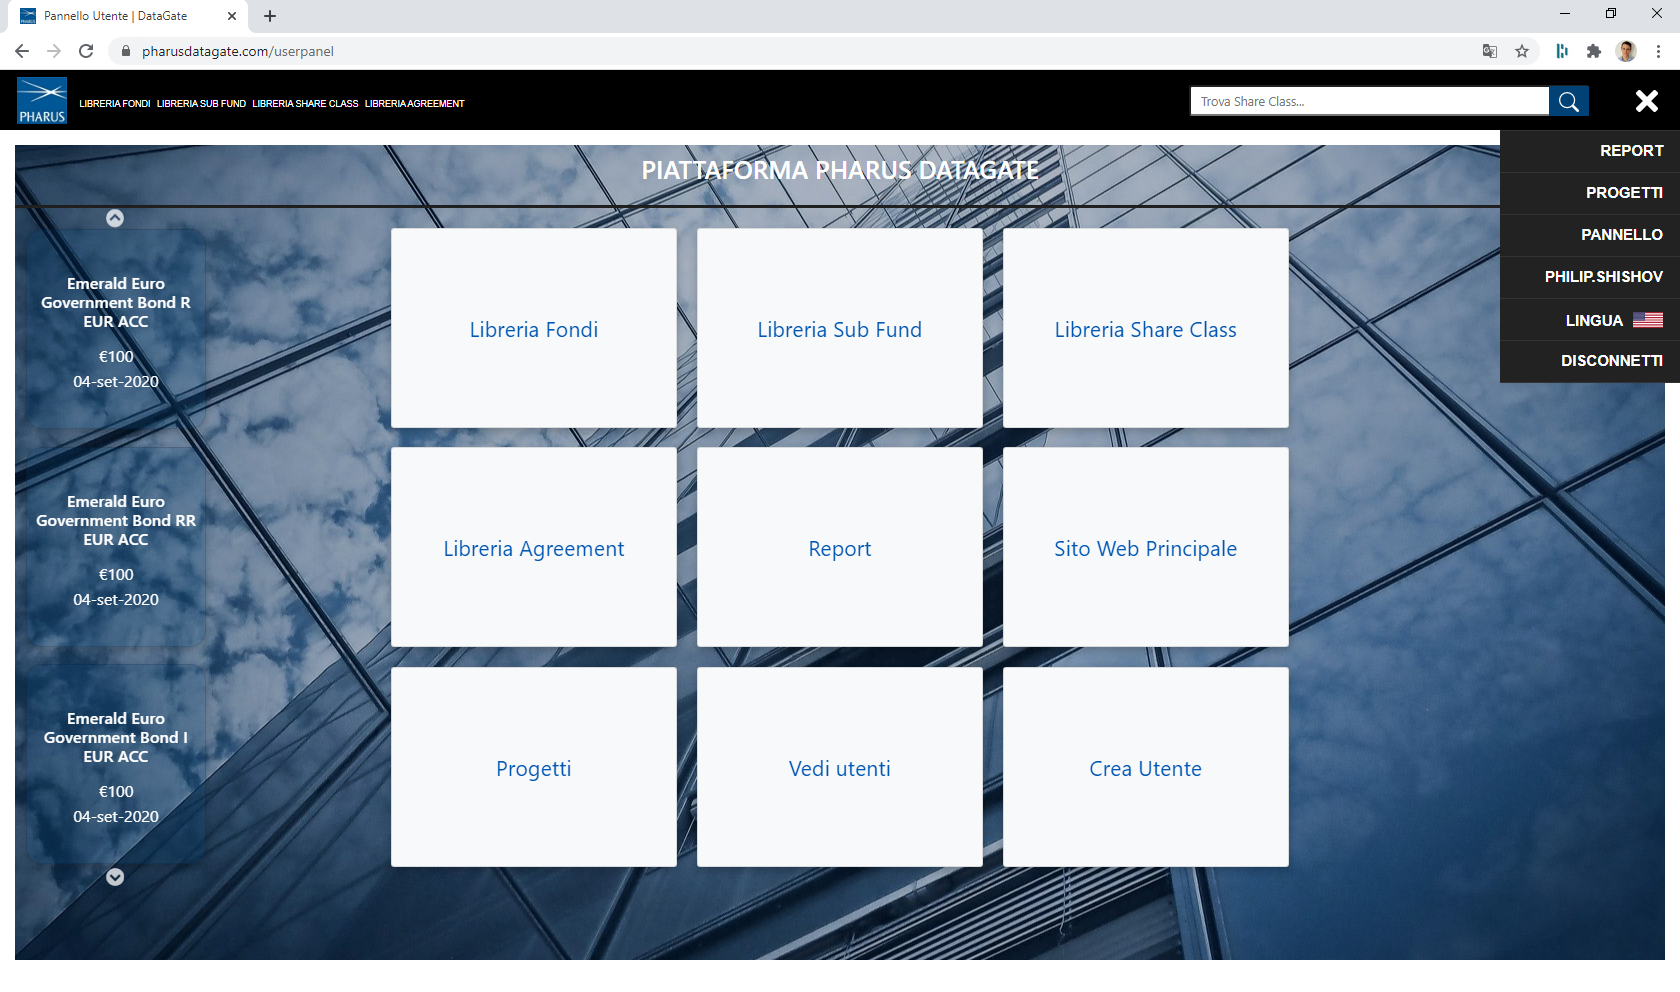 Pannello Utente | DataGate
pharusdatagate.com/userpanel
PHARUS
LIBRERIA FONDI LIBRERIA SUB FUND LIBRERIA SHARE CLASS LIBRERIA AGREEMENT
Trova Share Class...
REPORT
PROGETTI
PANNELLO
PHILIP.SHISHOV
LINGUA
DISCONNETTI
PIATTAFORMA PHARUS DATAGATE
Emerald Euro
Government Bond R
EUR ACC
€100
04-set-2020
Emerald Euro
Government Bond RR
EUR ACC
€100
04-set-2020
Emerald Euro
Government Bond I
EUR ACC
€100
04-set-2020
Libreria Fondi
Libreria Sub Fund
Libreria Share Class
Libreria Agreement
Report
Sito Web Principale
Progetti
Vedi utenti
Crea Utente